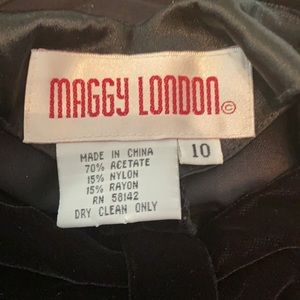 MAGGY LONDON©
MADE IN CHINA
70% ACETATE
15% NYLON
15% RAYON
RN 58142
DRY CLEAN ONLY
10